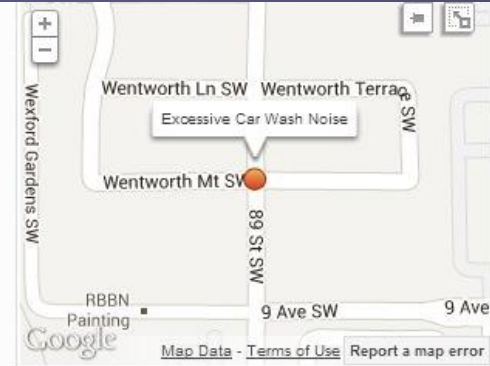 +
−
Wentworth Ln SW
Wentworth Terrace SW
Excessive Car Wash Noise
Wexford Gardens SW
Wentworth Mt SW
89 St SW
RBBN
Painting
9 Ave SW
9 Ave
Google
Map Data - Terms of Use
Report a map error